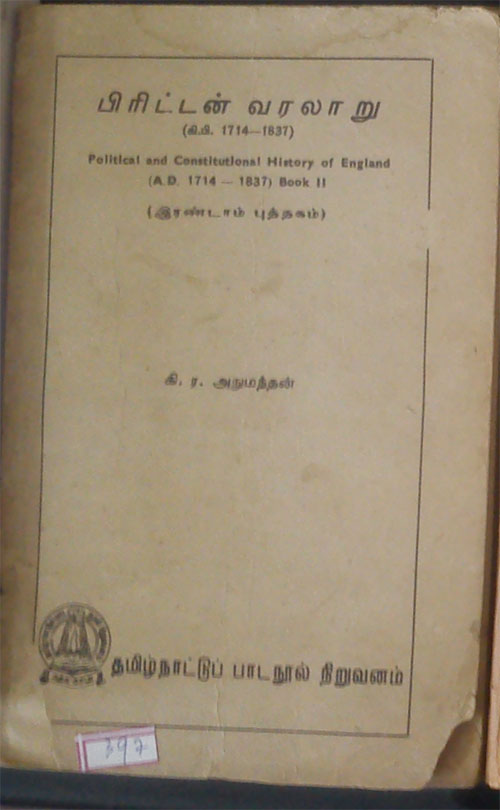 பிரிட்டன் வரலாறு
(கி.பி. 1714—1837)
Political and Constitutional History of England
(A.D. 1714 — 1837) Book II
(இரண்டாம் புத்தகம்)
கி. ர. அநுமந்தன்
தமிழ்நாட்டுப் பாடநூல் நிறுவனம்